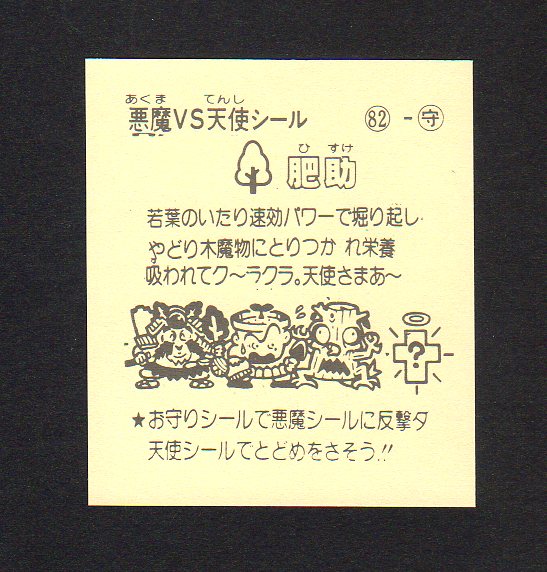 あくま てんし
悪魔VS天使シール 82-守
ひ すけ
肥助
若葉のいたり速効パワーで堀り起し
やどり木魔物にとりつか れ栄養
吸われてク～ラクラ。天使さまあ～
?
★お守りシールで悪魔シールに反撃タ
天使シールでとどめをさそう!!